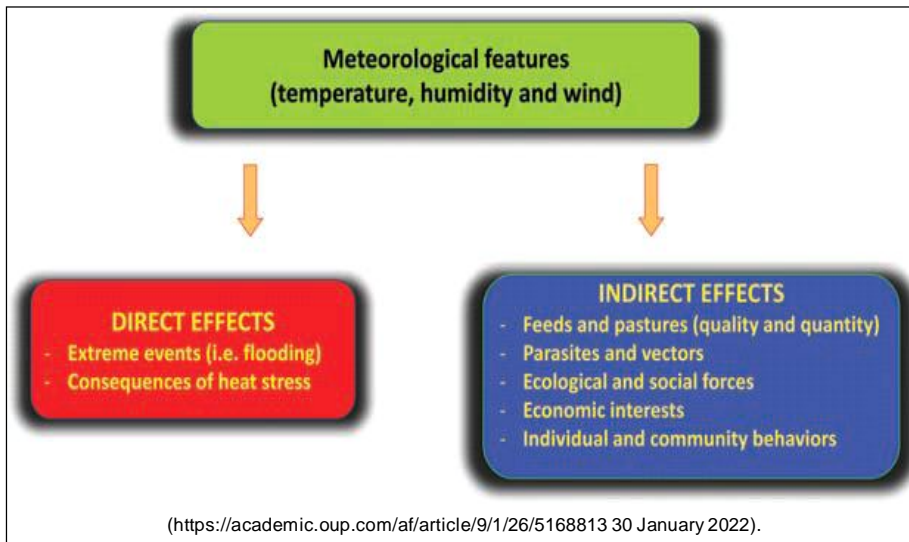 Meteorological features
(temperature, humidity and wind)
DIRECT EFFECTS
- Extreme events (i.e. flooding)
- Consequences of heat stress
INDIRECT EFFECTS
- Feeds and pastures (quality and quantity)
- Parasites and vectors
- Ecological and social forces
- Economic interests
- Individual and community behaviors
(https://academic.oup.com/af/article/9/1/26/5168813 30 January 2022).